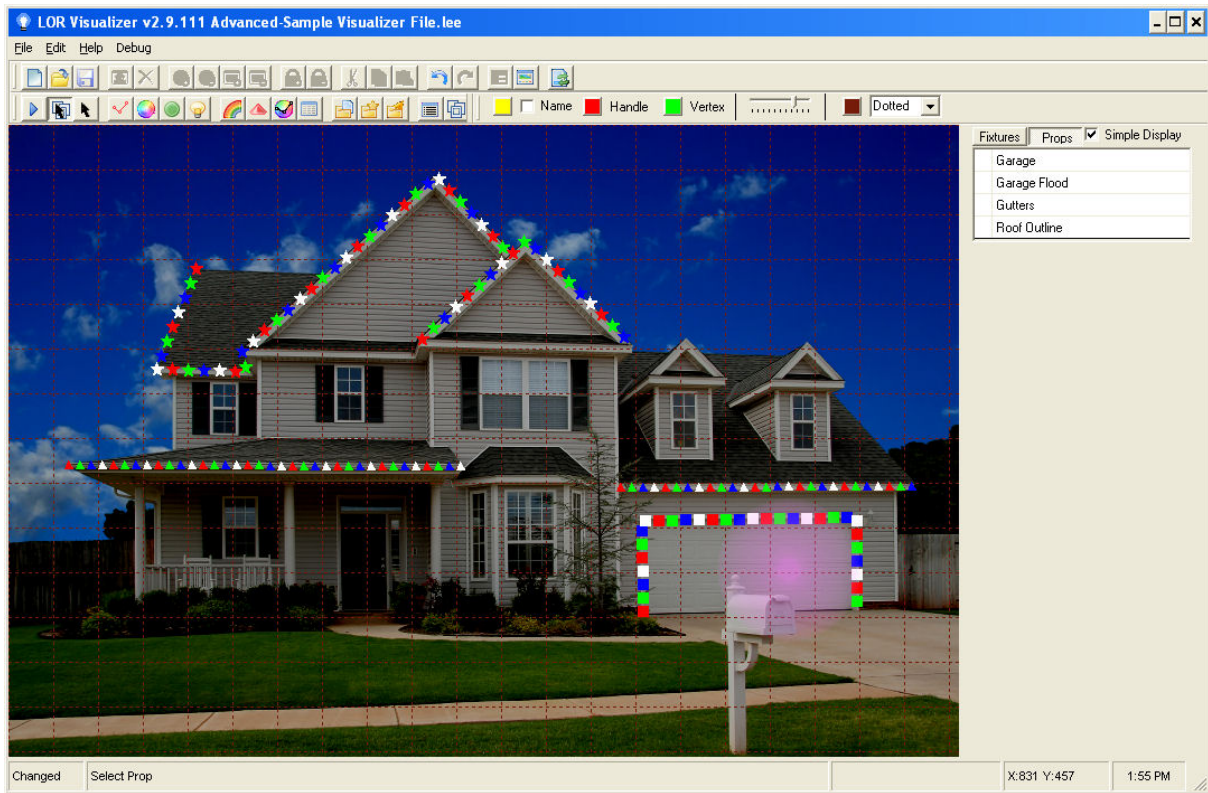 LOR Visualizer v2.9.111 Advanced-Sample Visualizer File.lee
File Edit Help Debug
Name Handle Vertex Dotted
Fixtures Props Simple Display
Garage
Garage Flood
Gutters
Roof Outline
Changed Select Prop X:831 Y:457 1:55 PM